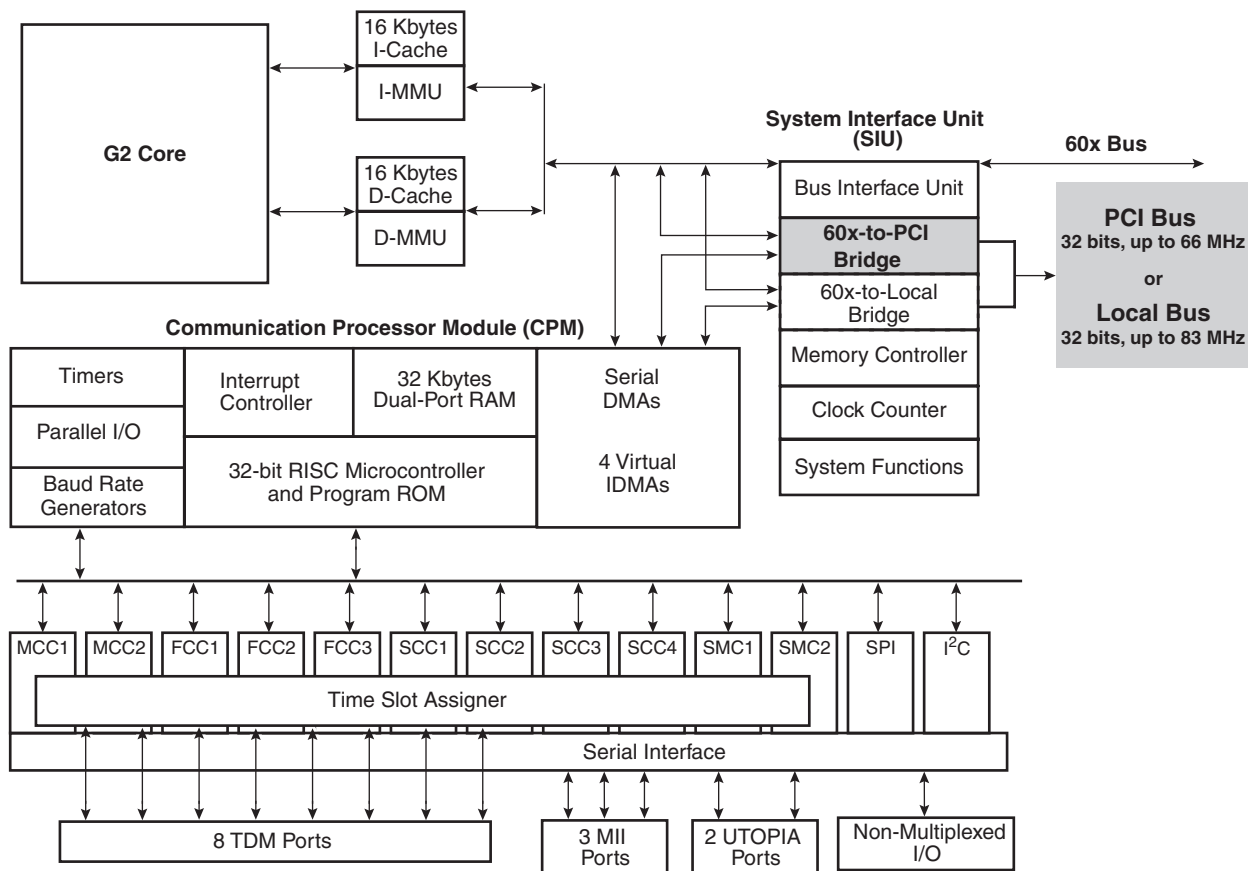 16 Kbytes
I-Cache
I-MMU
G2 Core
16 Kbytes
D-Cache
D-MMU
System Interface Unit
(SIU)
60x Bus
Bus Interface Unit
60x-to-PCI
Bridge
60x-to-Local
Bridge
Memory Controller
Clock Counter
System Functions
PCI Bus
32 bits, up to 66 MHz
or
Local Bus
32 bits, up to 83 MHz
Communication Processor Module (CPM)
Timers
Parallel I/O
Baud Rate
Generators
Interrupt
Controller
32 Kbytes
Dual-Port RAM
32-bit RISC Microcontroller
and Program ROM
Serial
DMAs
4 Virtual
IDMAs
MCC1 MCC2 FCC1 FCC2 FCC3 SCC1 SCC2 SCC3 SCC4 SMC1 SMC2 SPI I²C
Time Slot Assigner
Serial Interface
8 TDM Ports
3 MII
Ports
2 UTOPIA
Ports
Non-Multiplexed
I/O